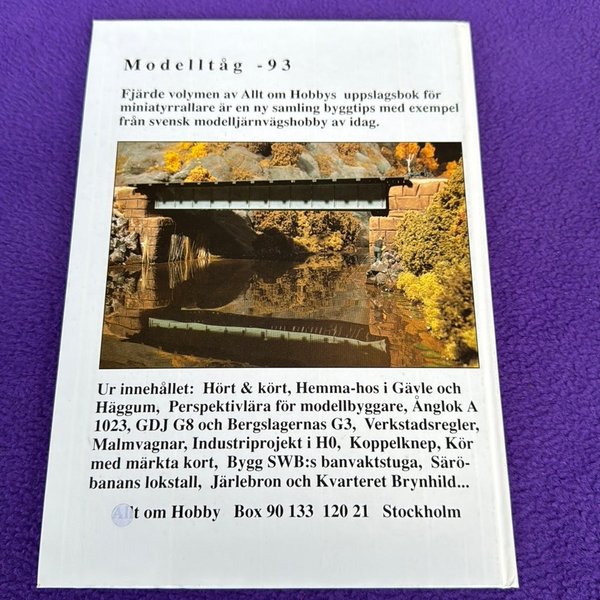 Modelltåg -93
Fjärde volymen av Allt om Hobbys uppslagsbok för
miniatyrrallare är en ny samling byggtips med exempel
från svensk modelljärnvägshobby av idag.
Ur innehållet: Hört & kört, Hemma-hos i Gävle och
Häggum, Perspektivlära för modellbyggare, Ånglok A
1023, GDJ G8 och Bergslagernas G3, Verkstadsregler,
Malmvagnar, Industriprojekt i H0, Koppelknep, Kör
med märkta kort, Bygg SWB:s banvaktstuga, Särö-
banans lokstall, Järlebron och Kvarteret Brynhild...
Allt om Hobby Box 90 133 120 21 Stockholm